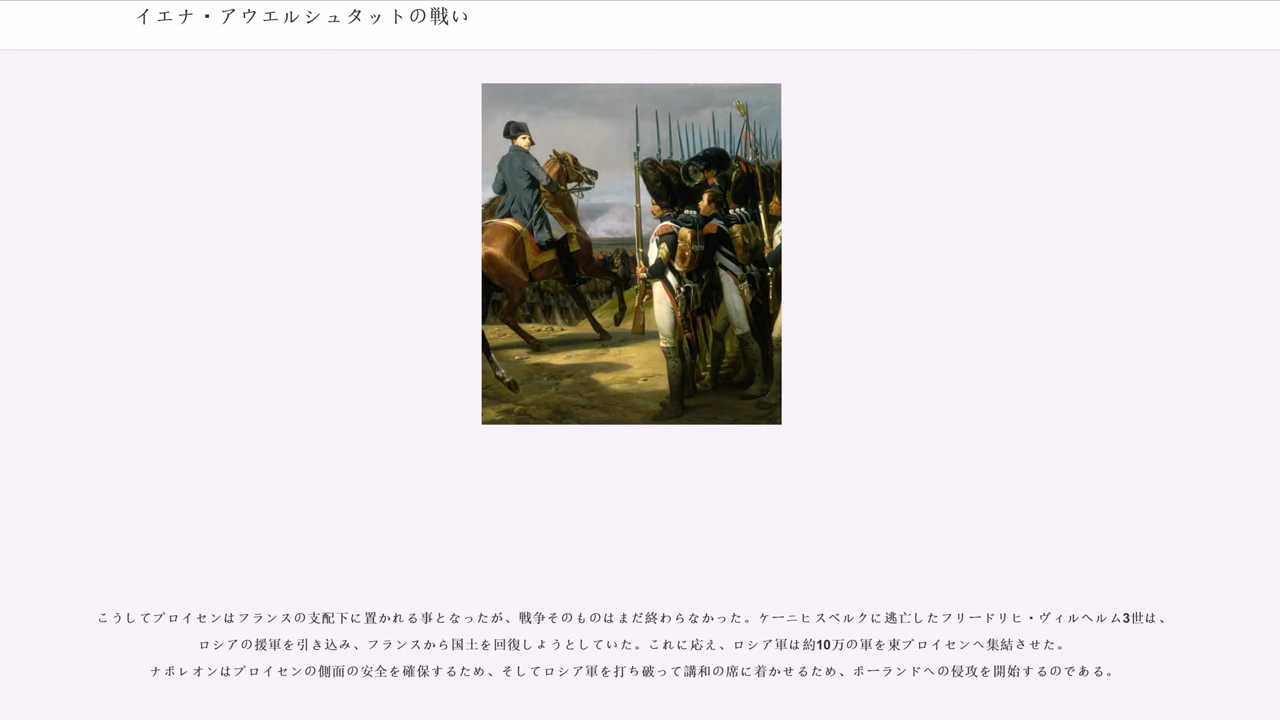 イエナ・アウエルシュタットの戦い
こうしてプロイセンはフランスの支配下に置かれる事となったが、戦争そのものはまだ終わらなかった。ケーニヒスベルクに逃亡したフリードリヒ・ヴィルヘルム3世は、
ロシアの援軍を引き込み、フランスから国土を回復しようとしていた。これに応え、ロシア軍は約10万の軍を東プロイセンへ集結させた。
ナポレオンはプロイセンの側面の安全を確保するため、そしてロシア軍を打ち破って講和の席に着かせるため、ポーランドへの侵攻を開始するのである。